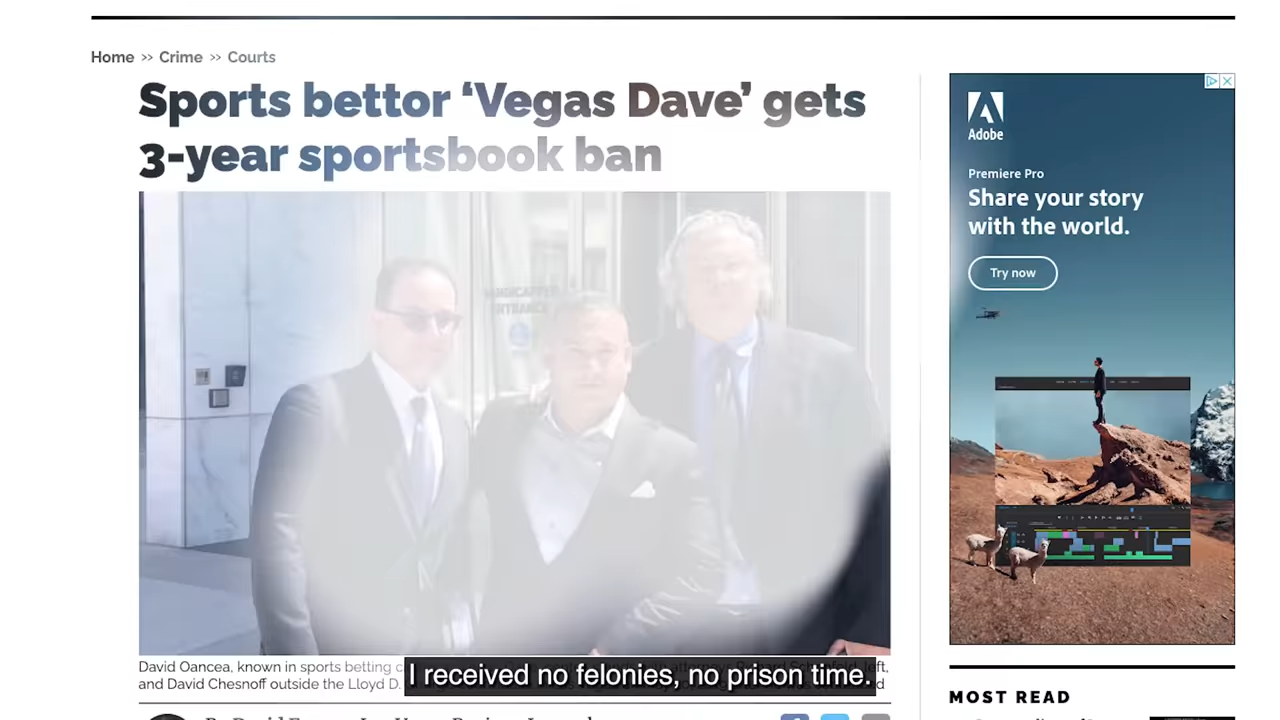 Home >> Crime >> Courts
Sports bettor ‘Vegas Dave’ gets
3-year sportsbook ban
David Oancea, known in sports betting c
left,
and David Chesnoff outside the Lloyd D.
I received no felonies, no prison time.
Adobe
Premiere Pro
Share your story
with the world.
Try now
MOST READ